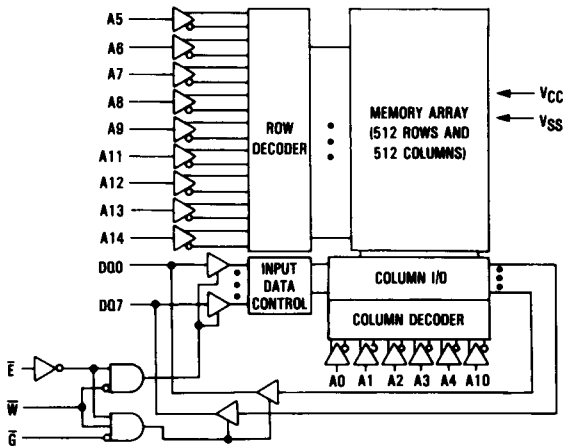 A5
A6
A7
A8
A9
A11
A12
A13
A14
ROW
DECODER
MEMORY ARRAY
(512 ROWS AND
512 COLUMNS)
VCC
VSS
DQ0
DQ7
INPUT
DATA
CONTROL
COLUMN I/O
COLUMN DECODER
A0 A1 A2 A3 A4 A10
E̅
W̅
G̅